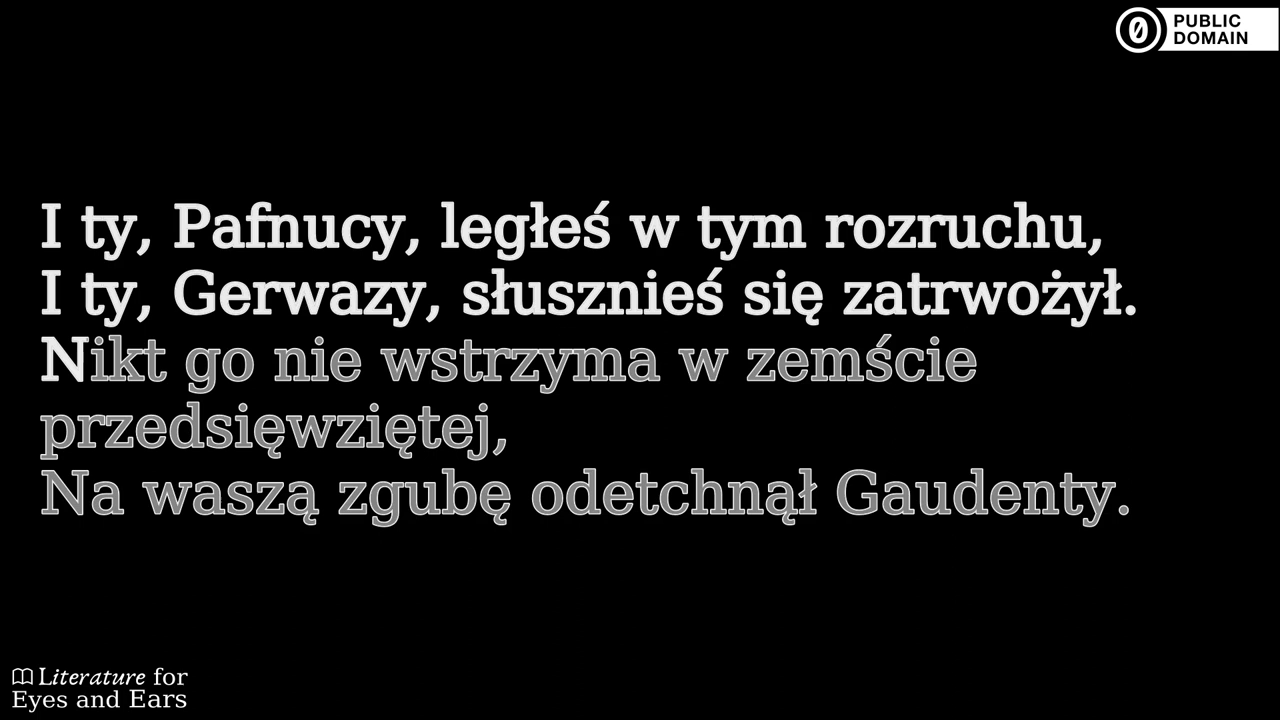 PUBLIC
DOMAIN
I ty, Pafnucy, ległeś w tym rozruchu,
I ty, Gerwazy, słusznieś się zatrwożył.
Nikt go nie wstrzyma w zemście
przedsięwziętej,
Na waszą zgubę odetchnął Gaudenty.
Literature for
Eyes and Ears